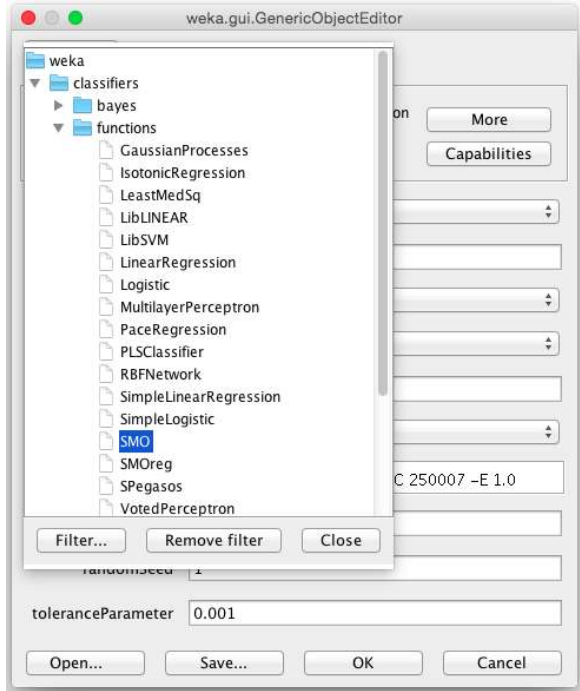 weka.gui.GenericObjectEditor
weka
classifiers
bayes
functions
GaussianProcesses
IsotonicRegression
LeastMedSq
LibLINEAR
LibSVM
LinearRegression
Logistic
MultilayerPerceptron
PaceRegression
PLSClassifier
RBFNetwork
SimpleLinearRegression
SimpleLogistic
SMO
SMOreg
SPegasos
VotedPerceptron
Filter... Remove filter Close
on
More
Capabilities
C 250007 -E 1.0
randomSeed 1
toleranceParameter 0.001
Open... Save... OK Cancel